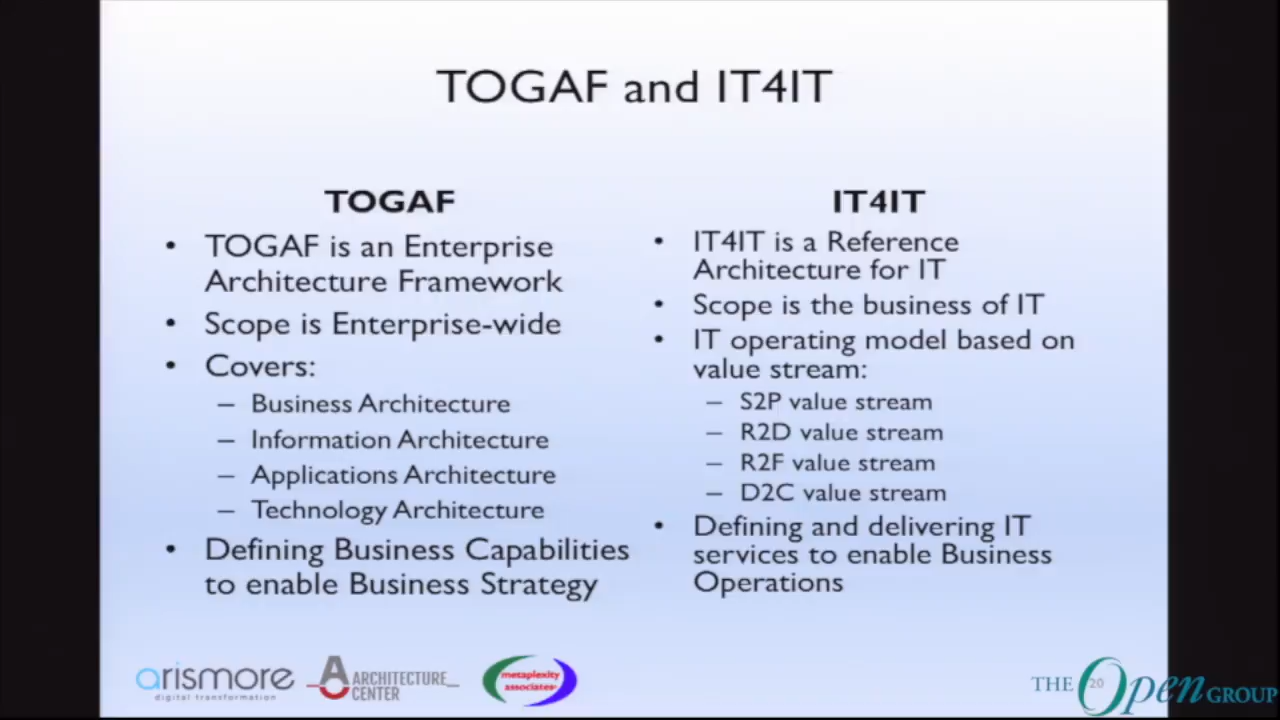 TOGAF and IT4IT
TOGAF
• TOGAF is an Enterprise
Architecture Framework
• Scope is Enterprise-wide
• Covers:
– Business Architecture
– Information Architecture
– Applications Architecture
– Technology Architecture
• Defining Business Capabilities
to enable Business Strategy
IT4IT
• IT4IT is a Reference
Architecture for IT
• Scope is the business of IT
• IT operating model based on
value stream:
– S2P value stream
– R2D value stream
– R2F value stream
– D2C value stream
• Defining and delivering IT
services to enable Business
Operations
arismore
digital transformation
ARCHITECTURE
CENTER
metaplexity
associates
THE Open GROUP
20